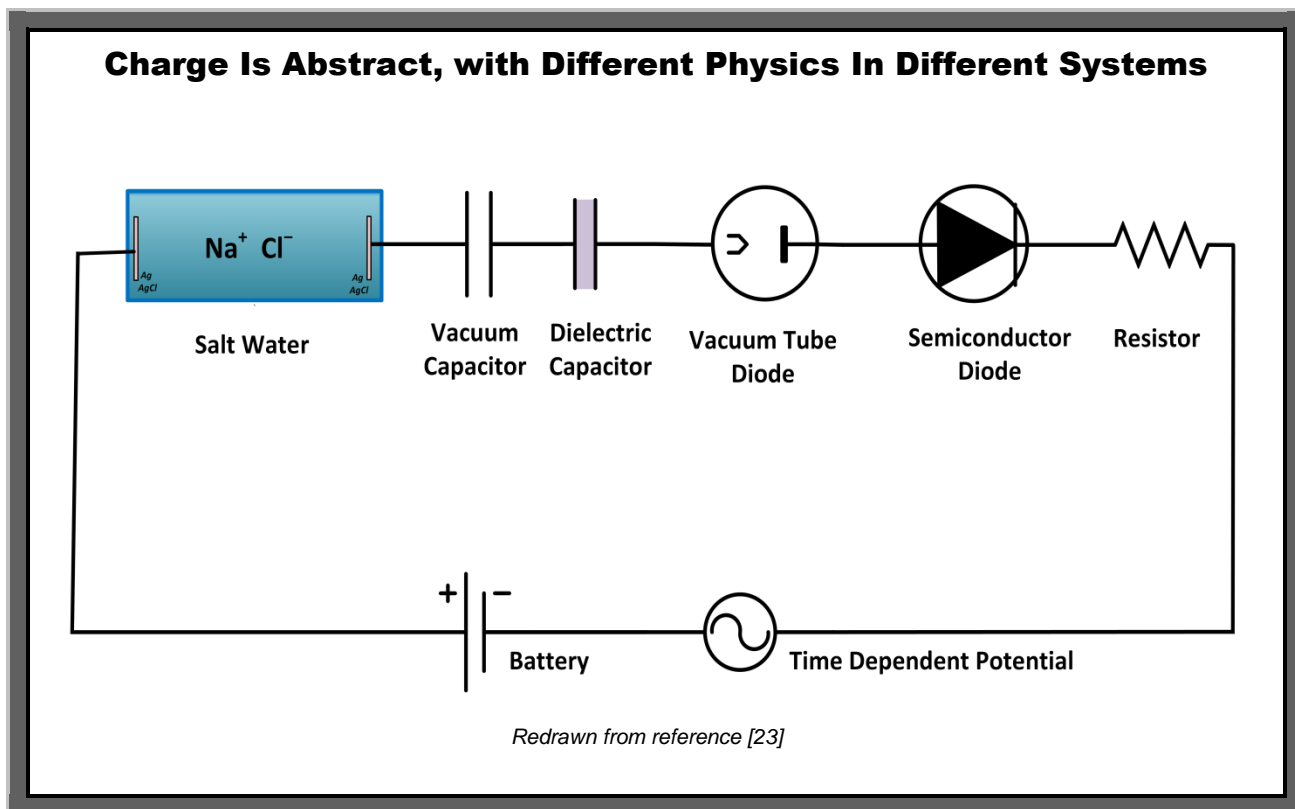 Charge Is Abstract, with Different Physics In Different Systems
Na⁺ Cl⁻
Ag
AgCl
Ag
AgCl
Salt Water
Vacuum
Capacitor
Dielectric
Capacitor
Vacuum Tube
Diode
Semiconductor
Diode
Resistor
+ −
Battery
Time Dependent Potential
Redrawn from reference [23]